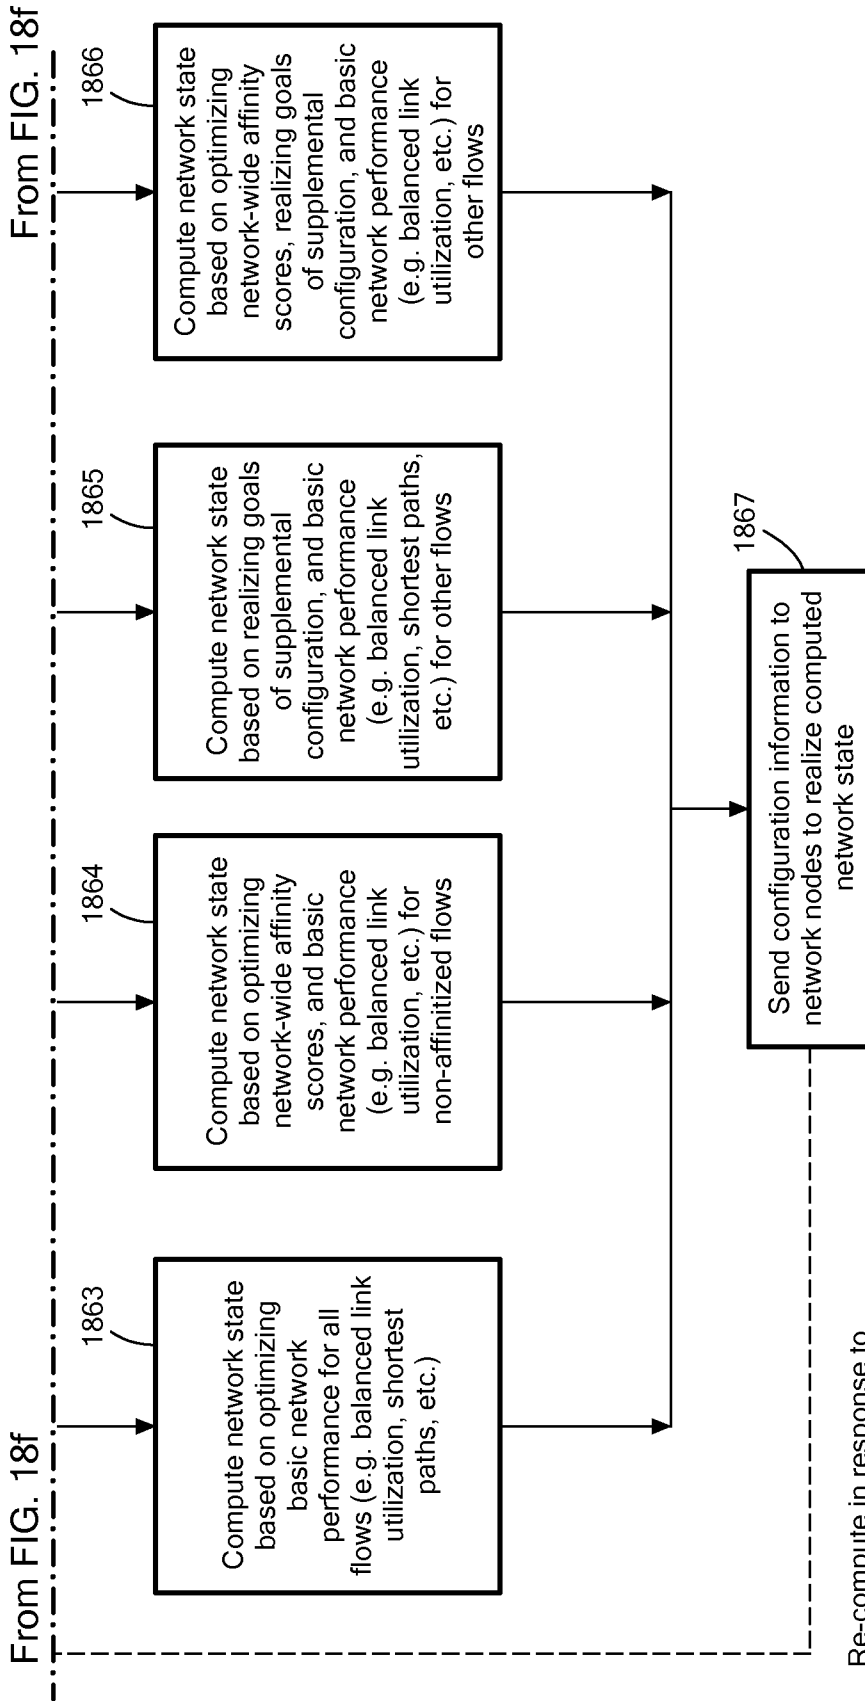 From FIG. 18f
From FIG. 18f
1863
Compute network state
based on optimizing
basic network
performance for all
flows (e.g. balanced link
utilization, shortest
paths, etc.)
1864
Compute network state
based on optimizing
network-wide affinity
scores, and basic
network performance
(e.g. balanced link
utilization, etc.) for
non-affinitized flows
1865
Compute network state
based on realizing goals
of supplemental
configuration, and basic
network performance
(e.g. balanced link
utilization, shortest paths,
etc.) for other flows
1866
Compute network state
based on optimizing
network-wide affinity
scores, realizing goals
of supplemental
configuration, and basic
network performance
(e.g. balanced link
utilization, etc.) for
other flows
1867
Send configuration information to
network nodes to realize computed
network state
Re-compute in response to